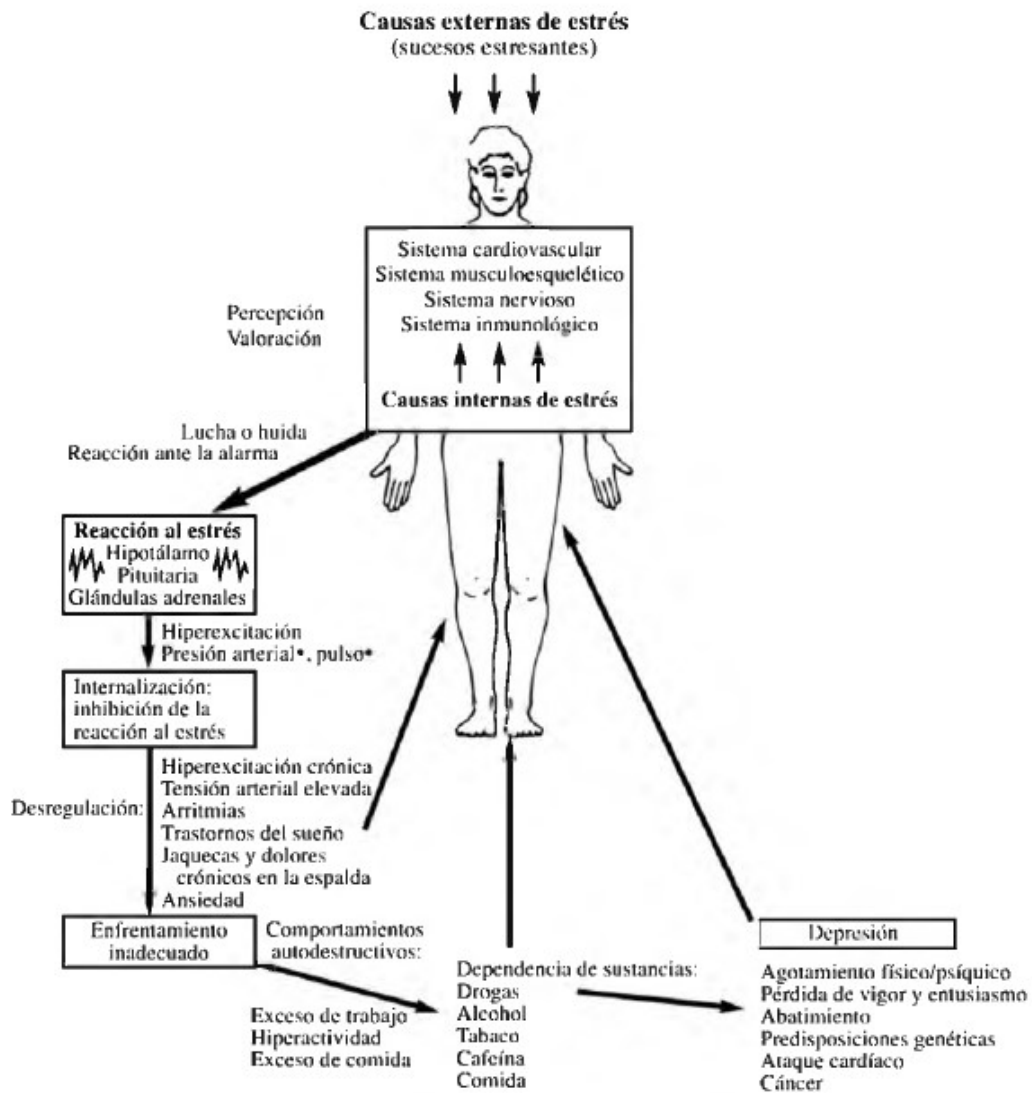 Causas externas de estrés
(sucesos estresantes)
Sistema cardiovascular
Sistema musculoesquelético
Sistema nervioso
Sistema inmunológico
Percepción
Valoración
Causas internas de estrés
Lucha o huida
Reacción ante la alarma
Reacción al estrés
Hipotálamo
Pituitaria
Glándulas adrenales
Hiperexcitación
Presión arterial•, pulso•
Internalización:
inhibición de la
reacción al estrés
Desregulación:
Hiperexcitación crónica
Tensión arterial elevada
Arritmias
Trastornos del sueño
Jaquecas y dolores
crónicos en la espalda
Ansiedad
Enfrentamiento
inadecuado
Comportamientos
autodestructivos:
Exceso de trabajo
Hiperactividad
Exceso de comida
Dependencia de sustancias:
Drogas
Alcohol
Tabaco
Cafeína
Comida
Depresión
Agotamiento físico/psíquico
Pérdida de vigor y entusiasmo
Abatimiento
Predisposiciones genéticas
Ataque cardíaco
Cáncer